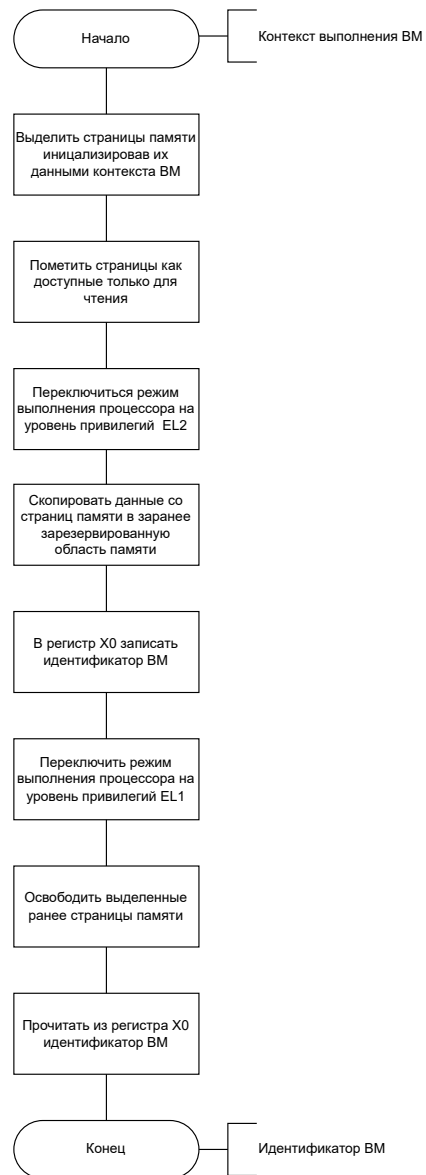 Начало
Контекст выполнения ВМ
Выделить страницы памяти
иницализировав их
данными контекста ВМ
Пометить страницы как
доступные только для
чтения
Переключиться режим
выполнения процессора на
уровень привилегий EL2
Скопировать данные со
страниц памяти в заранее
зарезервированную
область памяти
В регистр X0 записать
идентификатор ВМ
Переключить режим
выполнения процессора на
уровень привилегий EL1
Освободить выделенные
ранее страницы памяти
Прочитать из регистра X0
идентификатор ВМ
Конец
Идентификатор ВМ